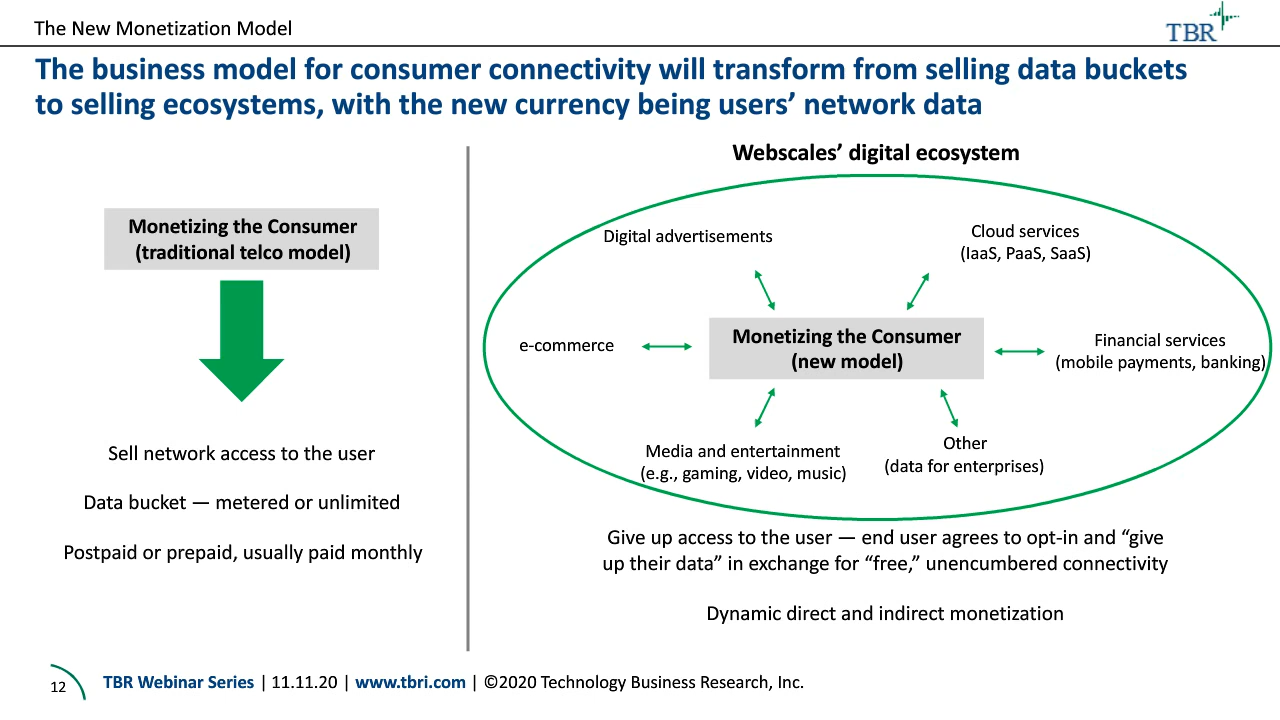 The New Monetization Model
TBR
The business model for consumer connectivity will transform from selling data buckets
to selling ecosystems, with the new currency being users’ network data
Monetizing the Consumer
(traditional telco model)
Sell network access to the user
Data bucket — metered or unlimited
Postpaid or prepaid, usually paid monthly
Webscales’ digital ecosystem
Digital advertisements
Cloud services
(IaaS, PaaS, SaaS)
e-commerce
Monetizing the Consumer
(new model)
Financial services
(mobile payments, banking)
Media and entertainment
(e.g., gaming, video, music)
Other
(data for enterprises)
Give up access to the user — end user agrees to opt-in and “give
up their data” in exchange for “free,” unencumbered connectivity
Dynamic direct and indirect monetization
12
TBR Webinar Series | 11.11.20 | www.tbri.com | ©2020 Technology Business Research, Inc.